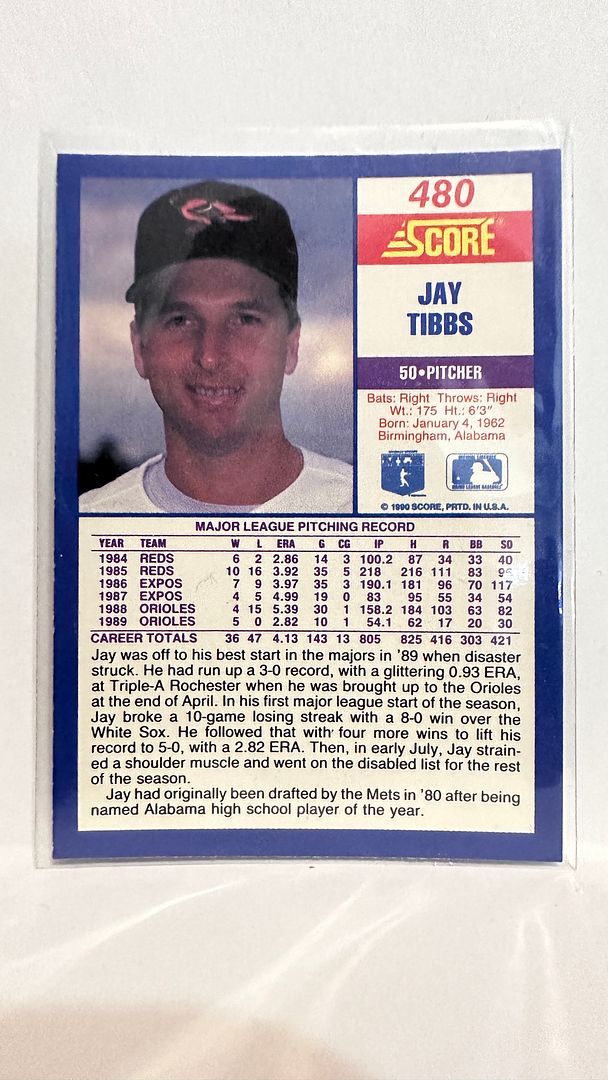 480
SCORE
JAY
TIBBS
50•PITCHER
Bats: Right Throws: Right
Wt.: 175 Ht.: 6'3"
Born: January 4, 1962
Birmingham, Alabama
© 1990 SCORE, PRTD. IN U.S.A.
MAJOR LEAGUE PITCHING RECORD
YEAR TEAM W L ERA G CG IP H R BB SO
1984 REDS 6 2 2.86 14 3 100.2 87 34 33 40
1985 REDS 10 16 3.92 35 5 218 216 111 83
1986 EXPOS 7 9 3.97 35 3 190.1 181 96 70 117
1987 EXPOS 4 5 4.99 19 0 83 95 55 34 54
1988 ORIOLES 4 15 5.39 30 1 158.2 184 103 63 82
1989 ORIOLES 5 0 2.82 10 1 54.1 62 17 20 30
CAREER TOTALS 36 47 4.13 143 13 805 825 416 303 421
Jay was off to his best start in the majors in '89 when disaster
struck. He had run up a 3-0 record, with a glittering 0.93 ERA,
at Triple-A Rochester when he was brought up to the Orioles
at the end of April. In his first major league start of the season,
Jay broke a 10-game losing streak with a 8-0 win over the
White Sox. He followed that with four more wins to lift his
record to 5-0, with a 2.82 ERA. Then, in early July, Jay strain-
ed a shoulder muscle and went on the disabled list for the rest
of the season.
Jay had originally been drafted by the Mets in '80 after being
named Alabama high school player of the year.